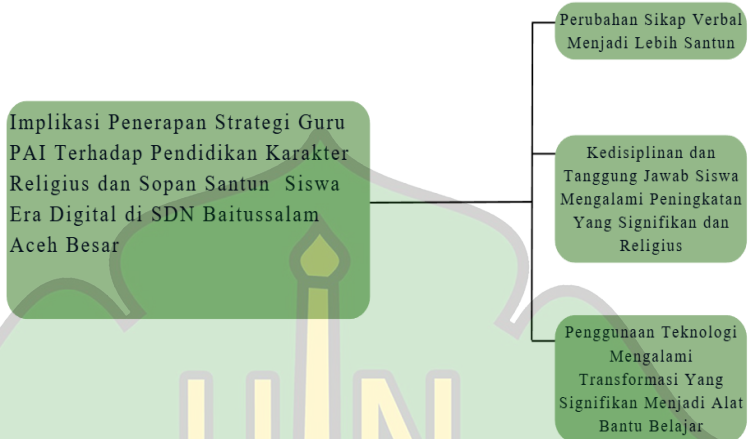 Implikasi Penerapan Strategi Guru
PAI Terhadap Pendidikan Karakter
Religius dan Sopan Santun Siswa
Era Digital di SDN Baitussalam
Aceh Besar
Perubahan Sikap Verbal
Menjadi Lebih Santun
Kedisiplinan dan
Tanggung Jawab Siswa
Mengalami Peningkatan
Yang Signifikan dan
Religius
Penggunaan Teknologi
Mengalami
Transformasi Yang
Signifikan Menjadi Alat
Bantu Belajar
UIN